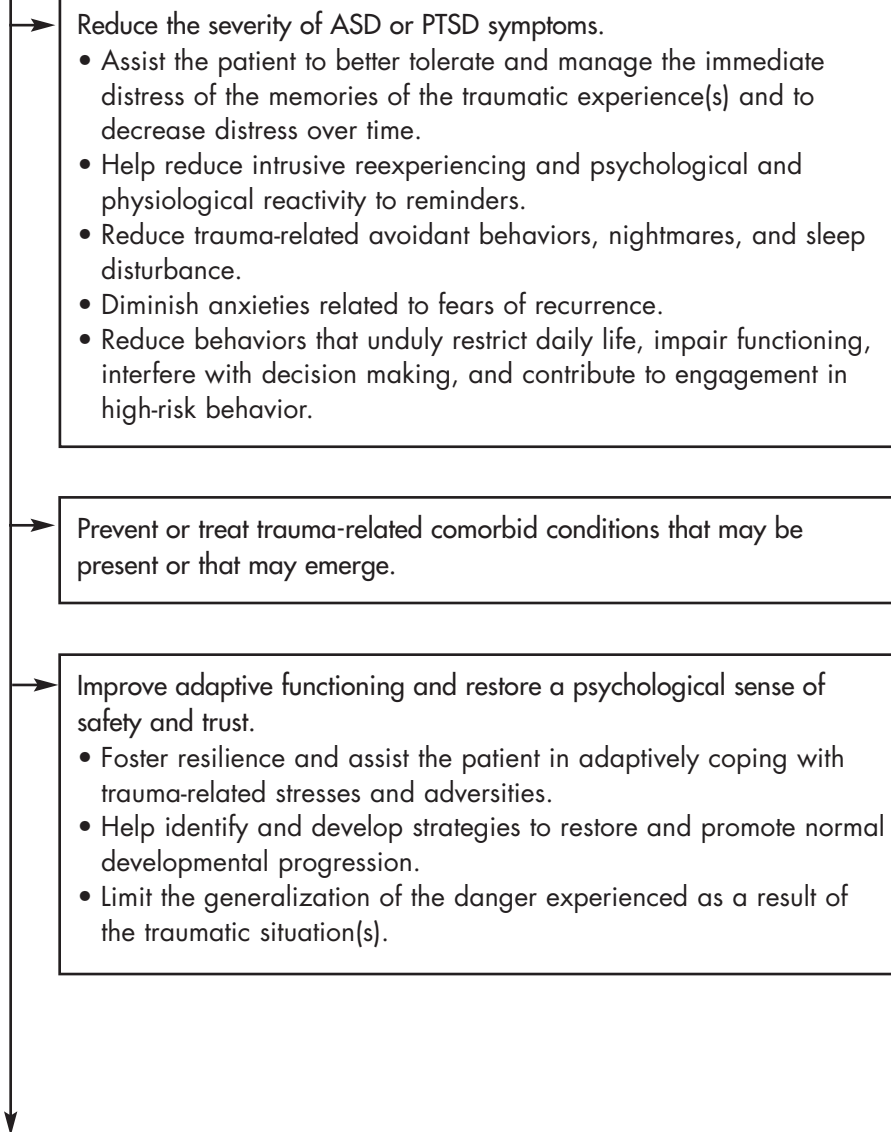 Reduce the severity of ASD or PTSD symptoms.
• Assist the patient to better tolerate and manage the immediate
distress of the memories of the traumatic experience(s) and to
decrease distress over time.
• Help reduce intrusive reexperiencing and psychological and
physiological reactivity to reminders.
• Reduce trauma-related avoidant behaviors, nightmares, and sleep
disturbance.
• Diminish anxieties related to fears of recurrence.
• Reduce behaviors that unduly restrict daily life, impair functioning,
interfere with decision making, and contribute to engagement in
high-risk behavior.
Prevent or treat trauma-related comorbid conditions that may be
present or that may emerge.
Improve adaptive functioning and restore a psychological sense of
safety and trust.
• Foster resilience and assist the patient in adaptively coping with
trauma-related stresses and adversities.
• Help identify and develop strategies to restore and promote normal
developmental progression.
• Limit the generalization of the danger experienced as a result of
the traumatic situation(s).